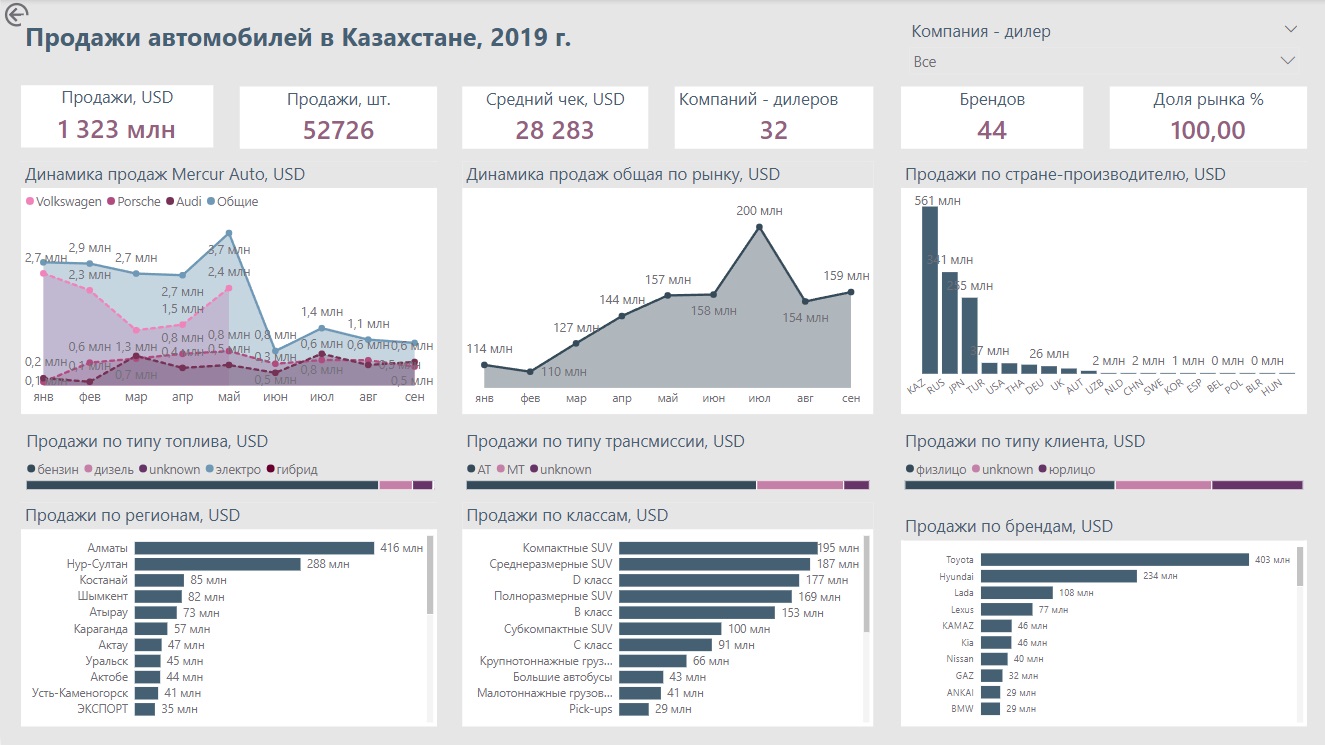 Продажи автомобилей в Казахстане, 2019 г.
Компания - дилер
Все
Продажи, USD
1 323 млн
Продажи, шт.
52726
Средний чек, USD
28 283
Компаний - дилеров
32
Брендов
44
Доля рынка %
100,00
Динамика продаж Mercur Auto, USD
Volkswagen Porsche Audi Общие
2,7 млн
2,9 млн
2,3 млн
2,7 млн
2,7 млн
1,5 млн
3,7 млн
2,4 млн
0,2 млн
0,6 млн
1,3 млн
0,7 млн
0,8 млн
0,4 млн
0,8 млн
0,5 млн
0,8 млн
0,3 млн
0,5 млн
1,4 млн
0,6 млн
0,8 млн
1,1 млн
0,6 млн
0,6 млн
0,5 млн
янв фев мар апр май июн июл авг сен
Динамика продаж общая по рынку, USD
114 млн
110 млн
127 млн
144 млн
157 млн
158 млн
200 млн
154 млн
159 млн
янв фев мар апр май июн июл авг сен
Продажи по стране-производителю, USD
561 млн
341 млн
255 млн
37 млн
26 млн
2 млн
2 млн
1 млн
0 млн
0 млн
KAZ RUS JPN TUR USA THA DEU UK AUT UZB NLD CHN SWE KOR ESP BEL POL BLR HUN
Продажи по типу топлива, USD
бензин дизель unknown электро гибрид
Продажи по типу трансмиссии, USD
AT MT unknown
Продажи по типу клиента, USD
физлицо unknown юрлицо
Продажи по регионам, USD
Алматы 416 млн
Нур-Султан 288 млн
Костанай 85 млн
Шымкент 82 млн
Атырау 73 млн
Караганда 57 млн
Актау 47 млн
Уральск 45 млн
Актобе 44 млн
Усть-Каменогорск 41 млн
ЭКСПОРТ 35 млн
Продажи по классам, USD
Компактные SUV 195 млн
Среднеразмерные SUV 187 млн
D класс 177 млн
Полноразмерные SUV 169 млн
B класс 153 млн
Субкомпактные SUV 100 млн
C класс 91 млн
Крупнотоннажные груз... 66 млн
Большие автобусы 43 млн
Малотоннажные грузов... 41 млн
Pick-ups 29 млн
Продажи по брендам, USD
Toyota 403 млн
Hyundai 234 млн
Lada 108 млн
Lexus 77 млн
KAMAZ 46 млн
Kia 46 млн
Nissan 40 млн
GAZ 32 млн
ANKAI 29 млн
BMW 29 млн